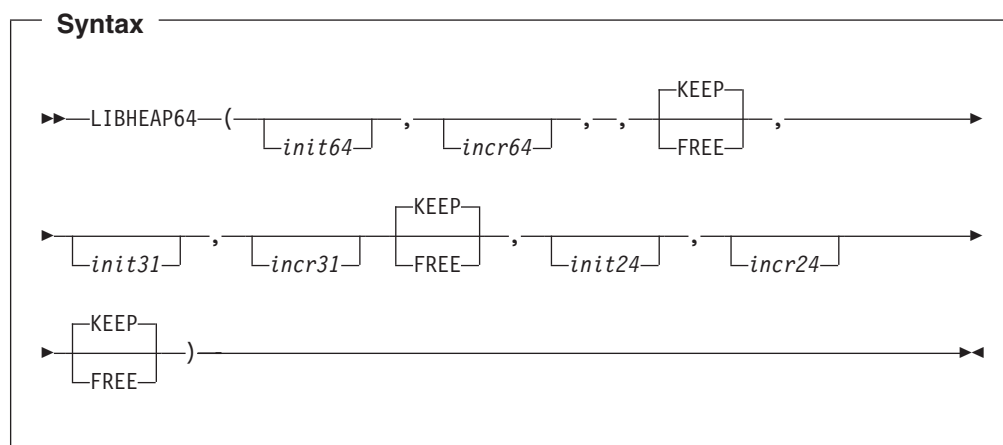 Syntax
KEEP
LIBHEAP64 ( init64 , incr64 , , FREE ,
KEEP
init31 , incr31 FREE , init24 , incr24
KEEP
FREE )